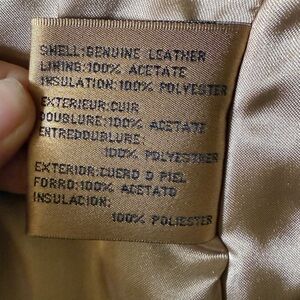 SHELL:GENUINE LEATHER
LINING:100% ACETATE
INSULATION:100% POLYESTER
EXTERIEUR:CUIR
DOUBLURE:100% ACETATE
ENTREDOUBLURE:
100% POLYESTHER
EXTERIOR:CUERO D PIEL
FORRO:100% ACETATO
INSULACION:
100% POLIESTER